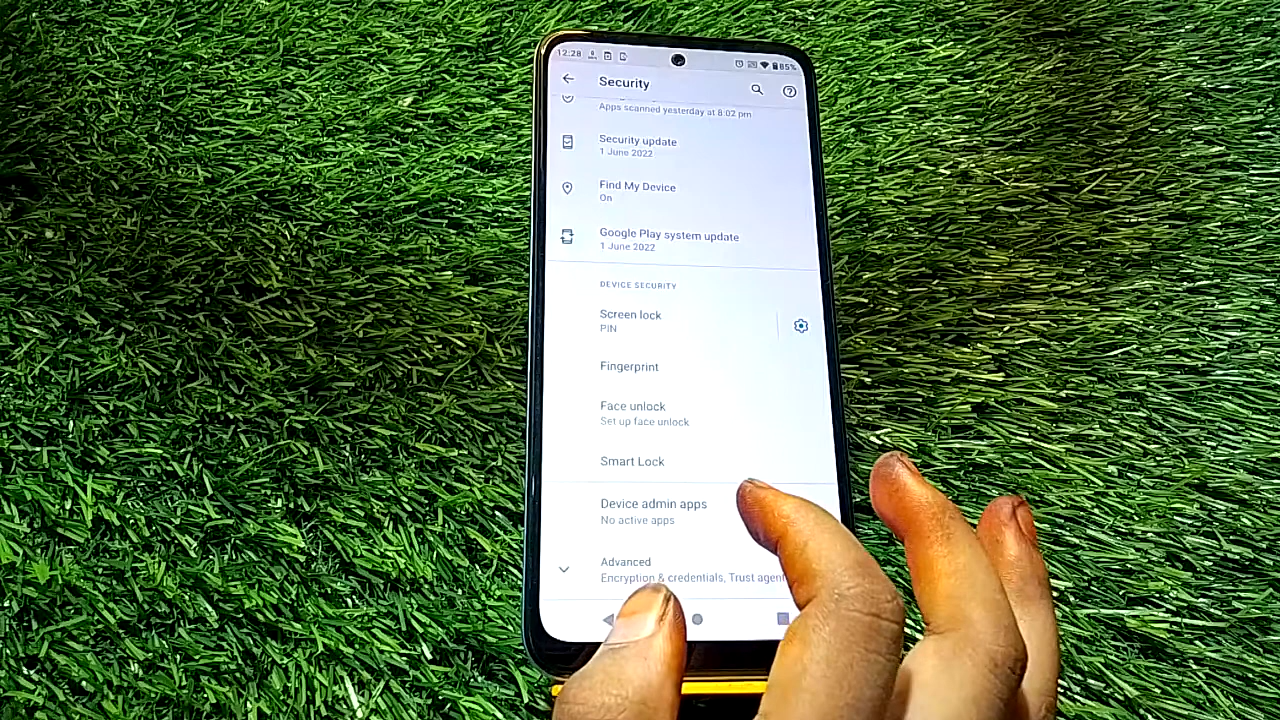 12:28
85%
Security
Apps scanned yesterday at 8:02 pm
Security update
1 June 2022
Find My Device
On
Google Play system update
1 June 2022
DEVICE SECURITY
Screen lock
PIN
Fingerprint
Face unlock
Set up face unlock
Smart Lock
Device admin apps
No active apps
Advanced
Encryption & credentials, Trust agent